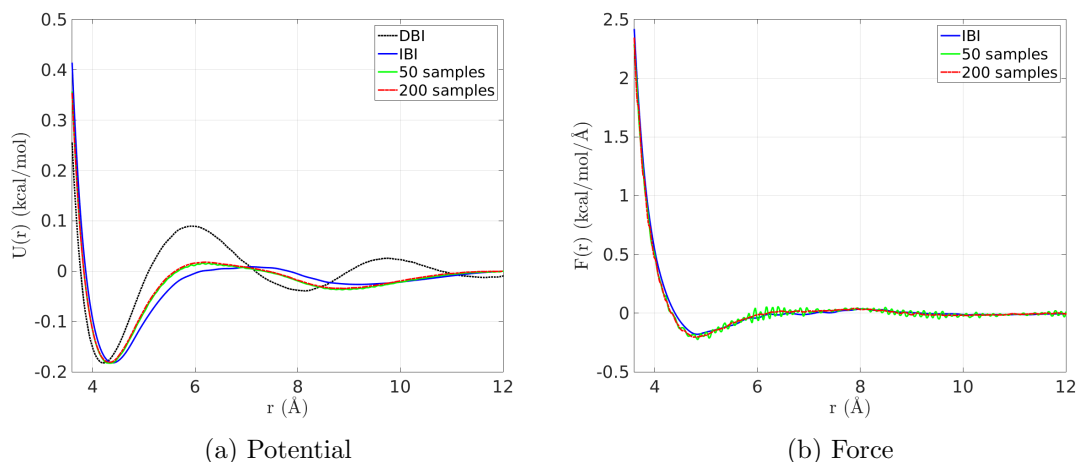 0.5
0.4
0.3
0.2
0.1
0
-0.1
-0.2
U(r) (kcal/mol)
4 6 8 10 12
r (Å)
DBI
IBI
50 samples
200 samples
(a) Potential
2.5
2
1.5
1
0.5
0
-0.5
F(r) (kcal/mol/Å)
4 6 8 10 12
r (Å)
IBI
50 samples
200 samples
(b) Force